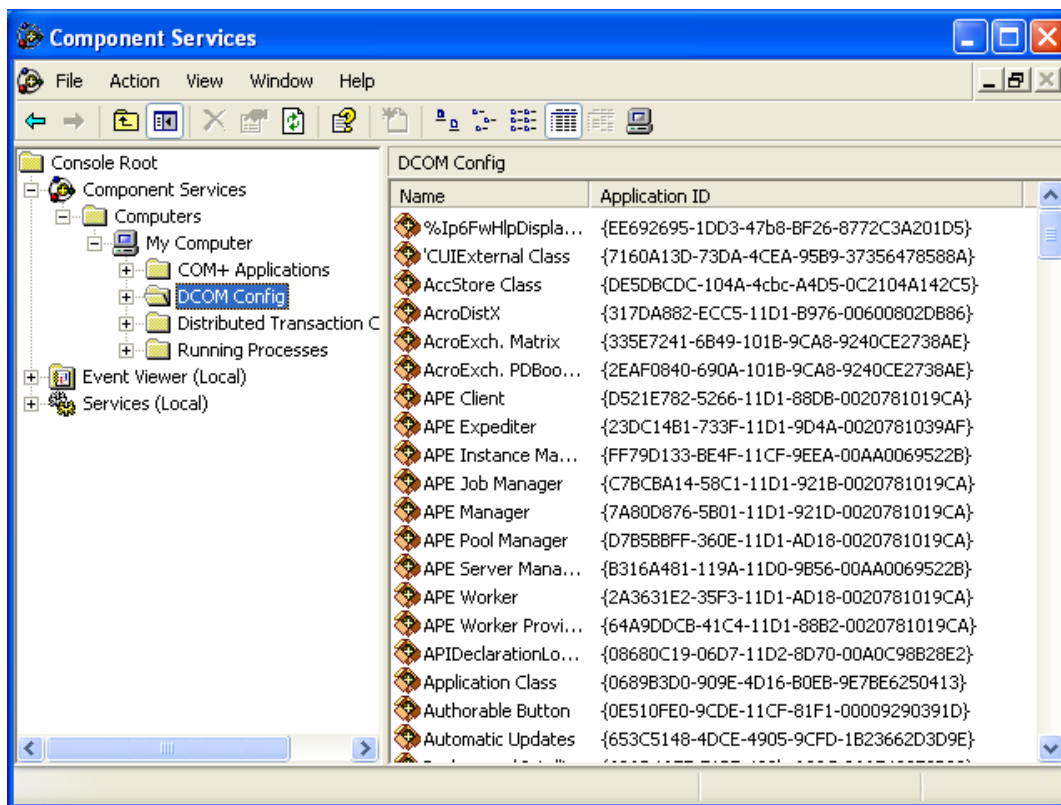 Component Services
File Action View Window Help
Console Root
Component Services
Computers
My Computer
COM+ Applications
DCOM Config
Distributed Transaction C
Running Processes
Event Viewer (Local)
Services (Local)
DCOM Config
Name Application ID
%Ip6FwHlpDispla... {EE692695-1DD3-47b8-BF26-8772C3A201D5}
'CUIExternal Class {7160A13D-73DA-4CEA-95B9-37356478588A}
AccStore Class {DE5DBCDC-104A-4cbc-A4D5-0C2104A142C5}
AcroDistX {317DA882-ECC5-11D1-B976-00600802DB86}
AcroExch. Matrix {335E7241-6B49-101B-9CA8-9240CE2738AE}
AcroExch. PDBoo... {2EAF0840-690A-101B-9CA8-9240CE2738AE}
APE Client {D521E782-5266-11D1-88DB-0020781019CA}
APE Expediter {23DC14B1-733F-11D1-9D4A-0020781039AF}
APE Instance Ma... {FF79D133-BE4F-11CF-9EEA-00AA0069522B}
APE Job Manager {C7BCBA14-58C1-11D1-921B-0020781019CA}
APE Manager {7A80D876-5B01-11D1-921D-0020781019CA}
APE Pool Manager {D7B5BBFF-360E-11D1-AD18-0020781019CA}
APE Server Mana... {B316A481-119A-11D0-9B56-00AA0069522B}
APE Worker {2A3631E2-35F3-11D1-AD18-0020781019CA}
APE Worker Provi... {64A9DDCB-41C4-11D1-88B2-0020781019CA}
APIDeclarationLo... {08680C19-06D7-11D2-8D70-00A0C98B28E2}
Application Class {0689B3D0-909E-4D16-B0EB-9E7BE6250413}
Authorable Button {0E510FE0-9CDE-11CF-81F1-00009290391D}
Automatic Updates {653C5148-4DCE-4905-9CFD-1B23662D3D9E}